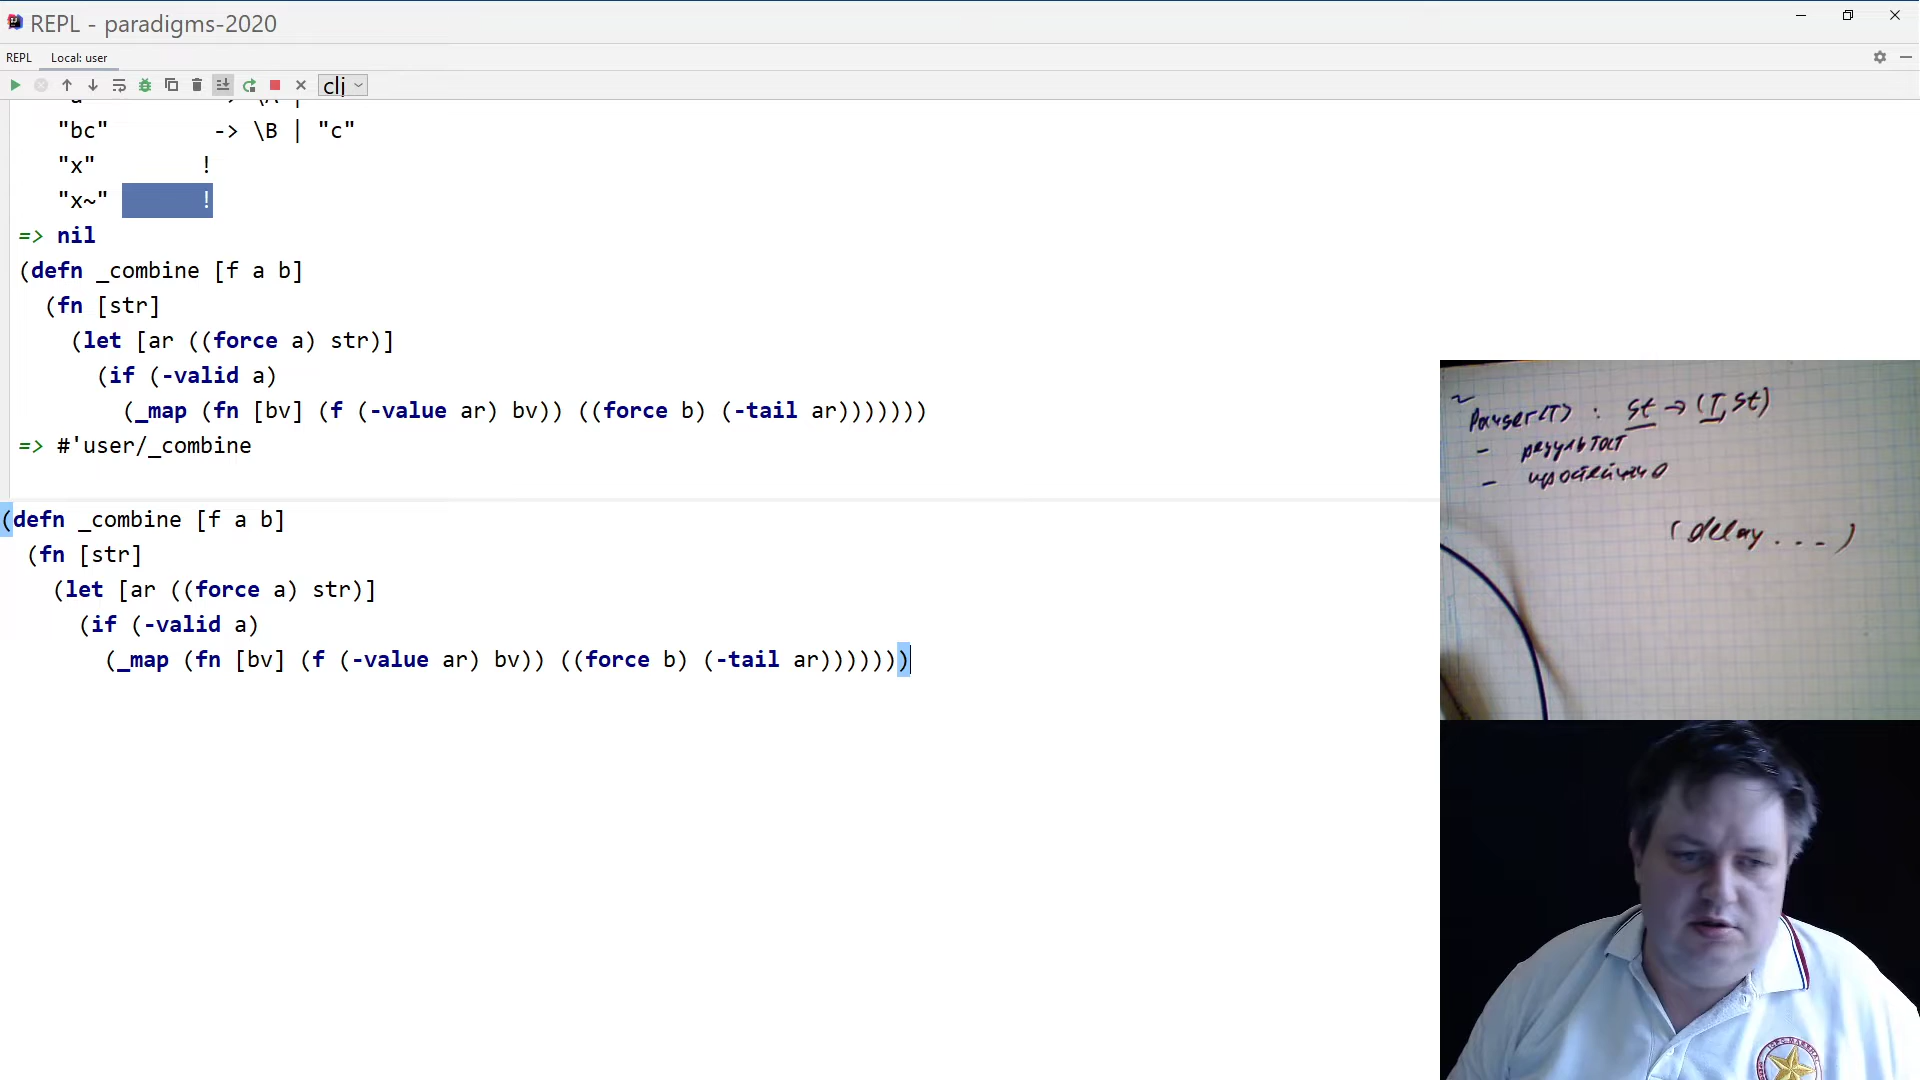 REPL - paradigms-2020
REPL Local: user
clj
"bc" -> \B | "c"
"x" !
"x~" !
=> nil
(defn _combine [f a b]
(fn [str]
(let [ar ((force a) str)]
(if (-valid a)
(_map (fn [bv] (f (-value ar) bv)) ((force b) (-tail ar)))))))
=> #'user/_combine
(defn _combine [f a b]
(fn [str]
(let [ar ((force a) str)]
(if (-valid a)
(_map (fn [bv] (f (-value ar) bv)) ((force b) (-tail ar)))))))
: St -> (T, St)
- результат
(delay ...)